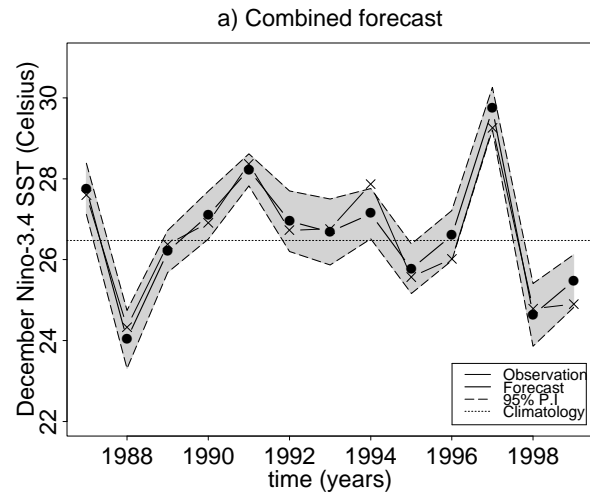 a) Combined forecast
December Nino-3.4 SST (Celsius)
30
28
26
24
22
Observation
Forecast
95% P.I
Climatology
1988 1990 1992 1994 1996 1998
time (years)